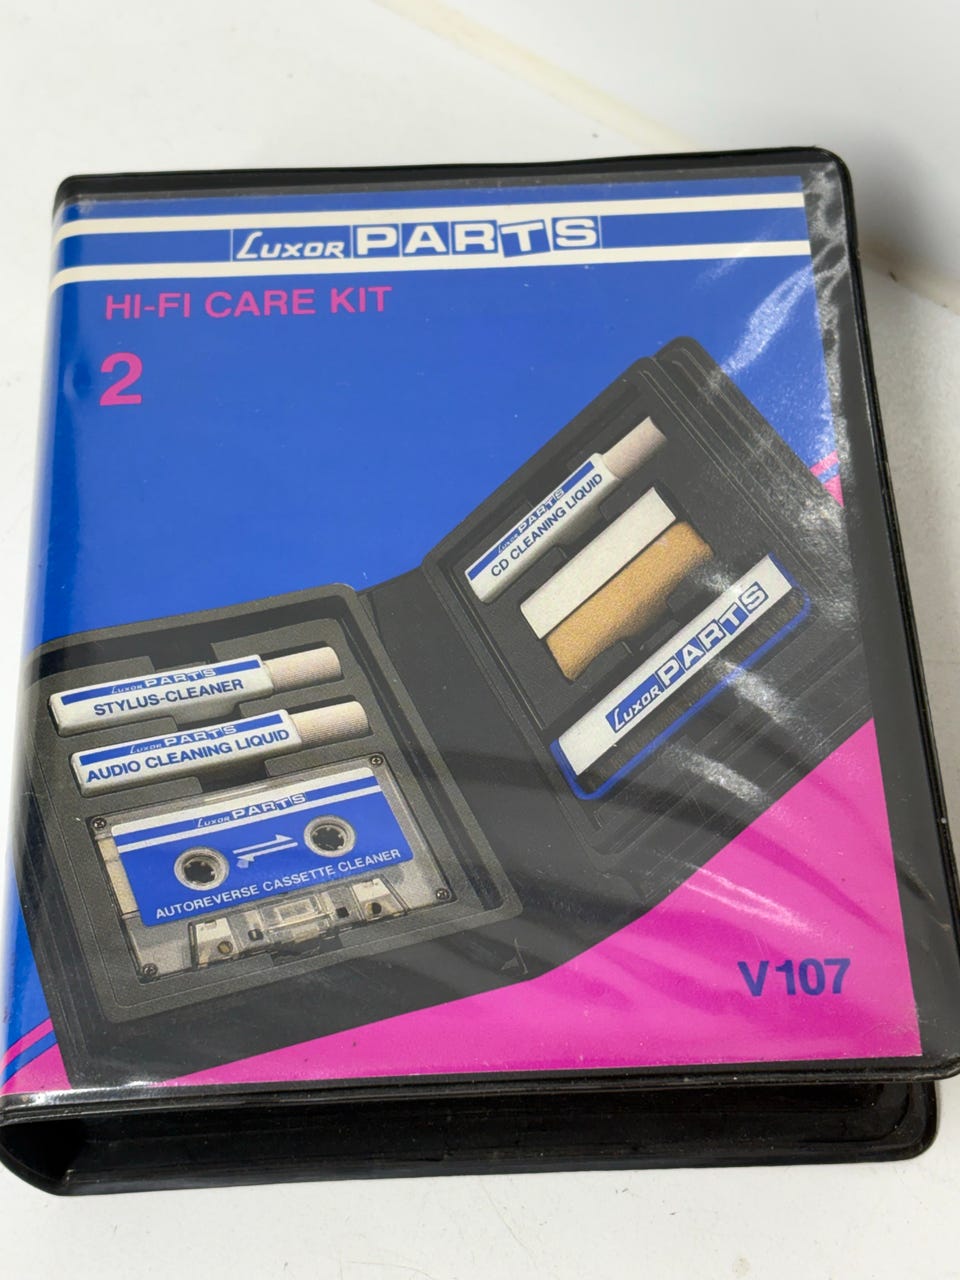 LUXOR PARTS
HI-FI CARE KIT
2
LUXOR PARTS
CD CLEANING LIQUID
LUXOR PARTS
LUXOR PARTS
STYLUS-CLEANER
LUXOR PARTS
AUDIO CLEANING LIQUID
LUXOR PARTS
AUTOREVERSE CASSETTE CLEANER
V107